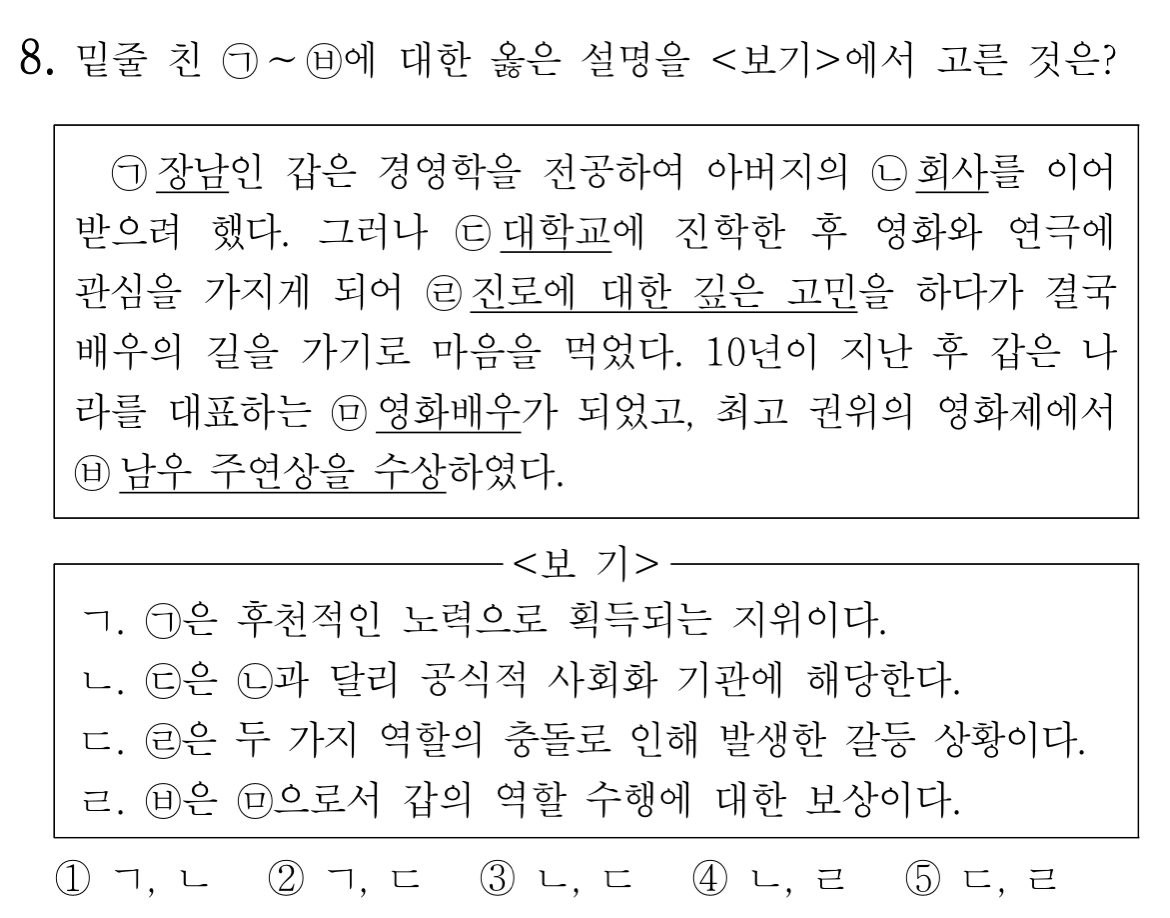 8. 밑줄 친 ㉠~㉥에 대한 옳은 설명을 <보기>에서 고른 것은?
㉠장남인 갑은 경영학을 전공하여 아버지의 ㉡회사를 이어
받으려 했다. 그러나 ㉢대학교에 진학한 후 영화와 연극에
관심을 가지게 되어 ㉣진로에 대한 깊은 고민을 하다가 결국
배우의 길을 가기로 마음을 먹었다. 10년이 지난 후 갑은 나
라를 대표하는 ㉤영화배우가 되었고, 최고 권위의 영화제에서
㉥남우 주연상을 수상하였다.
<보 기>
ㄱ. ㉠은 후천적인 노력으로 획득되는 지위이다.
ㄴ. ㉢은 ㉡과 달리 공식적 사회화 기관에 해당한다.
ㄷ. ㉣은 두 가지 역할의 충돌로 인해 발생한 갈등 상황이다.
ㄹ. ㉥은 ㉤으로서 갑의 역할 수행에 대한 보상이다.
① ㄱ, ㄴ ② ㄱ, ㄷ ③ ㄴ, ㄷ ④ ㄴ, ㄹ ⑤ ㄷ, ㄹ